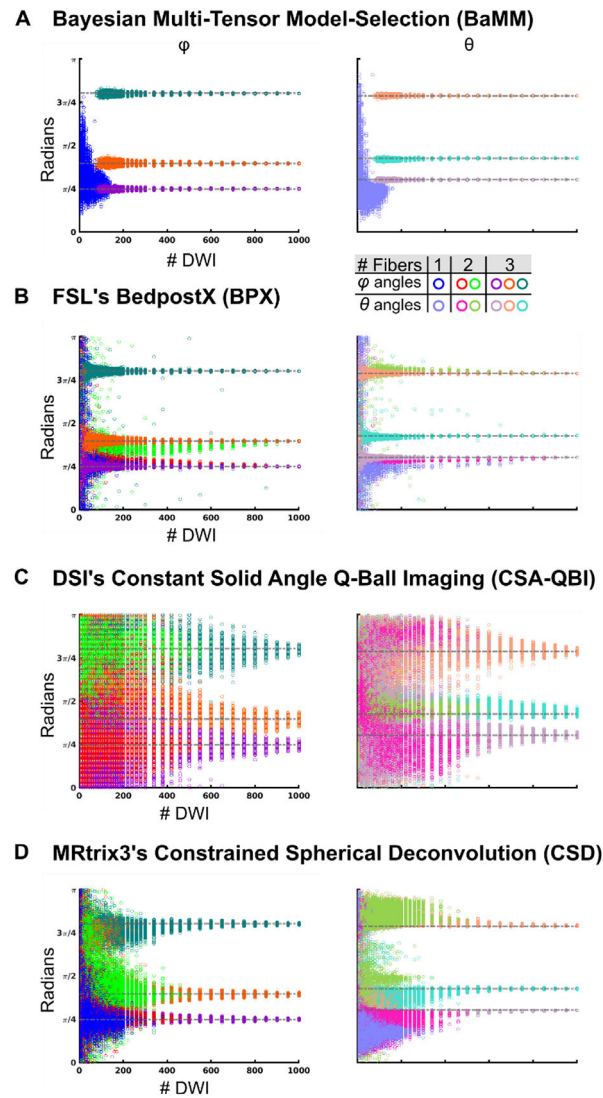 A Bayesian Multi-Tensor Model-Selection (BaMM)
φ θ
π
3π/4
π/2
π/4
0
Radians
0 200 400 600 800 1000
# DWI
# Fibers 1 2 3
φ angles
θ angles
B FSL's BedpostX (BPX)
π
3π/4
π/2
π/4
0
Radians
0 200 400 600 800 1000
# DWI
C DSI's Constant Solid Angle Q-Ball Imaging (CSA-QBI)
π
3π/4
π/2
π/4
0
Radians
0 200 400 600 800 1000
# DWI
D MRtrix3's Constrained Spherical Deconvolution (CSD)
π
3π/4
π/2
π/4
0
Radians
0 200 400 600 800 1000
# DWI